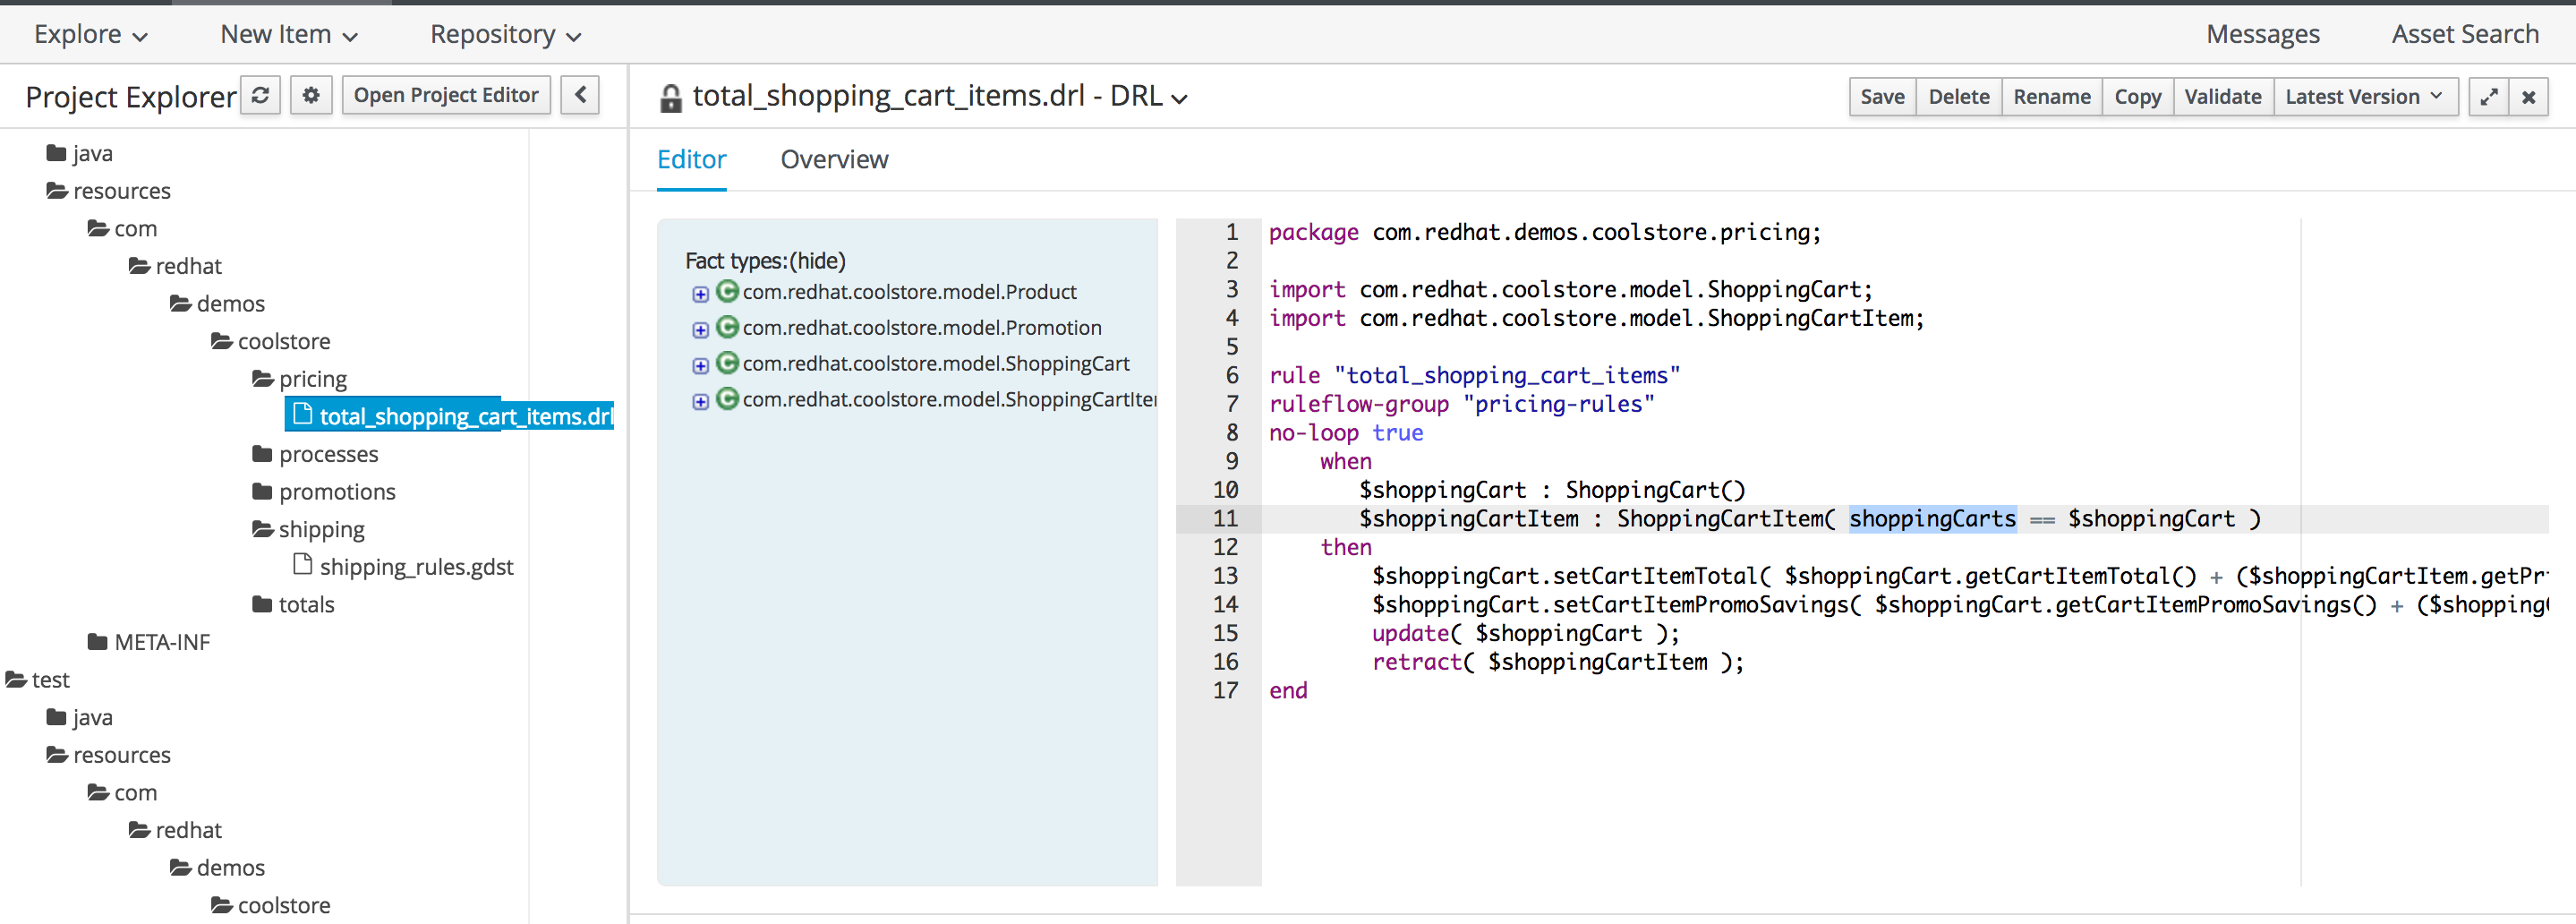 Explore New Item Repository Messages Asset Search
Project Explorer Open Project Editor
java
resources
com
redhat
demos
coolstore
pricing
total_shopping_cart_items.drl
processes
promotions
shipping
shipping_rules.gdst
totals
META-INF
test
java
resources
com
redhat
demos
coolstore
total_shopping_cart_items.drl - DRL
Save Delete Rename Copy Validate Latest Version
Editor Overview
Fact types:(hide)
com.redhat.coolstore.model.Product
com.redhat.coolstore.model.Promotion
com.redhat.coolstore.model.ShoppingCart
com.redhat.coolstore.model.ShoppingCartIte
1 package com.redhat.demos.coolstore.pricing;
2
3 import com.redhat.coolstore.model.ShoppingCart;
4 import com.redhat.coolstore.model.ShoppingCartItem;
5
6 rule "total_shopping_cart_items"
7 ruleflow-group "pricing-rules"
8 no-loop true
9 when
10 $shoppingCart : ShoppingCart()
11 $shoppingCartItem : ShoppingCartItem( shoppingCarts == $shoppingCart )
12 then
13 $shoppingCart.setCartItemTotal( $shoppingCart.getCartItemTotal() + ($shoppingCartItem.getPr
14 $shoppingCart.setCartItemPromoSavings( $shoppingCart.getCartItemPromoSavings() + ($shopping
15 update( $shoppingCart );
16 retract( $shoppingCartItem );
17 end